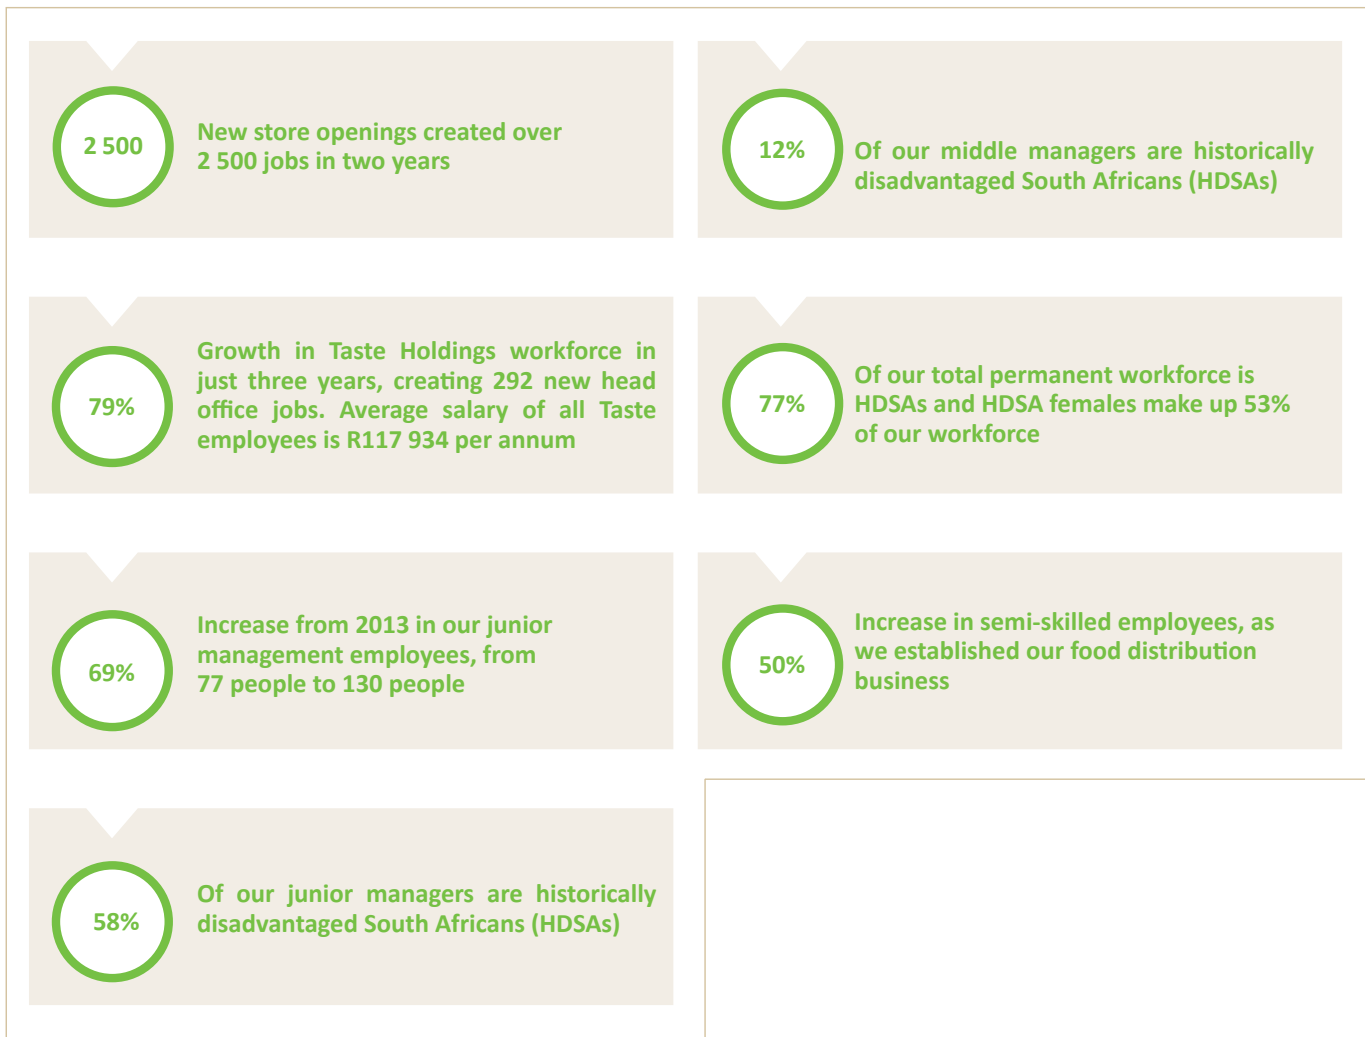 2 500
New store openings created over
2 500 jobs in two years
12%
Of our middle managers are historically
disadvantaged South Africans (HDSAs)
79%
Growth in Taste Holdings workforce in
just three years, creating 292 new head
office jobs. Average salary of all Taste
employees is R117 934 per annum
77%
Of our total permanent workforce is
HDSAs and HDSA females make up 53%
of our workforce
69%
Increase from 2013 in our junior
management employees, from
77 people to 130 people
50%
Increase in semi-skilled employees, as
we established our food distribution
business
58%
Of our junior managers are historically
disadvantaged South Africans (HDSAs)